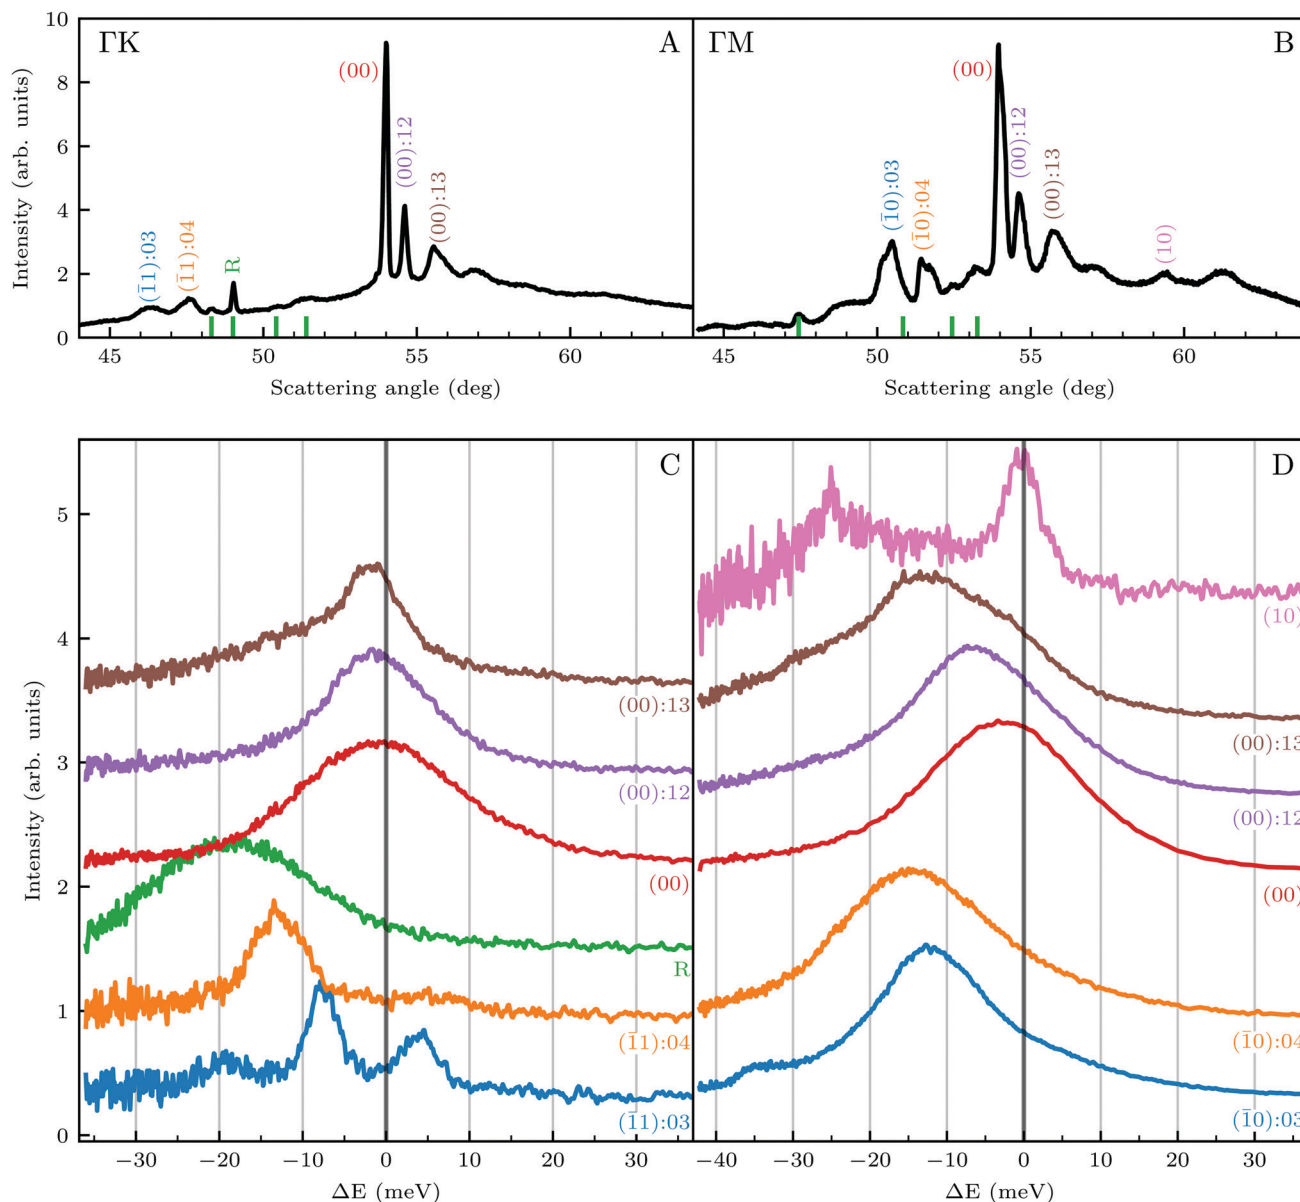 ΓK
A
ΓM
B
Intensity (arb. units)
10
8
6
4
2
0
(00)
(00):12
(00):13
(1̅1):03
(1̅1):04
R
(00)
(00):12
(00):13
(1̅0):03
(1̅0):04
(10)
45 50 55 60
45 50 55 60
Scattering angle (deg)
Scattering angle (deg)
C
D
Intensity (arb. units)
5
4
3
2
1
0
(00):13
(00):12
(00)
R
(1̅1):04
(1̅1):03
(10)
(00):13
(00):12
(00)
(1̅0):04
(1̅0):03
−30 −20 −10 0 10 20 30
−40 −30 −20 −10 0 10 20 30
ΔE (meV)
ΔE (meV)